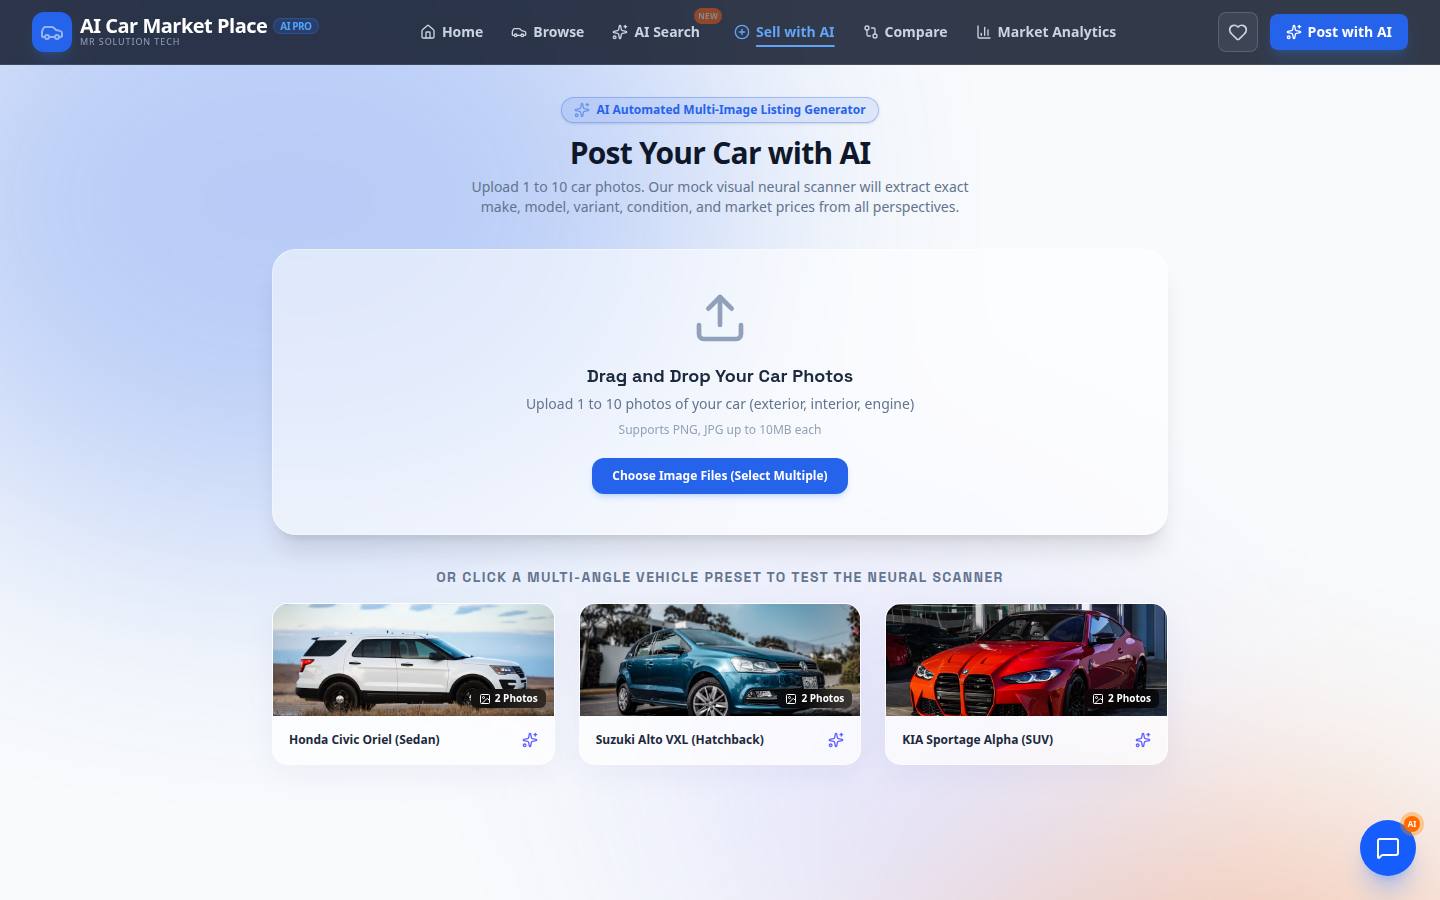 AI Car Market Place AI PRO
MR SOLUTION TECH
Home
Browse
AI Search
NEW
Sell with AI
Compare
Market Analytics
Post with AI
AI Automated Multi-Image Listing Generator
Post Your Car with AI
Upload 1 to 10 car photos. Our mock visual neural scanner will extract exact
make, model, variant, condition, and market prices from all perspectives.
Drag and Drop Your Car Photos
Upload 1 to 10 photos of your car (exterior, interior, engine)
Supports PNG, JPG up to 10MB each
Choose Image Files (Select Multiple)
OR CLICK A MULTI-ANGLE VEHICLE PRESET TO TEST THE NEURAL SCANNER
2 Photos
2 Photos
2 Photos
Honda Civic Oriel (Sedan)
Suzuki Alto VXL (Hatchback)
KIA Sportage Alpha (SUV)
AI